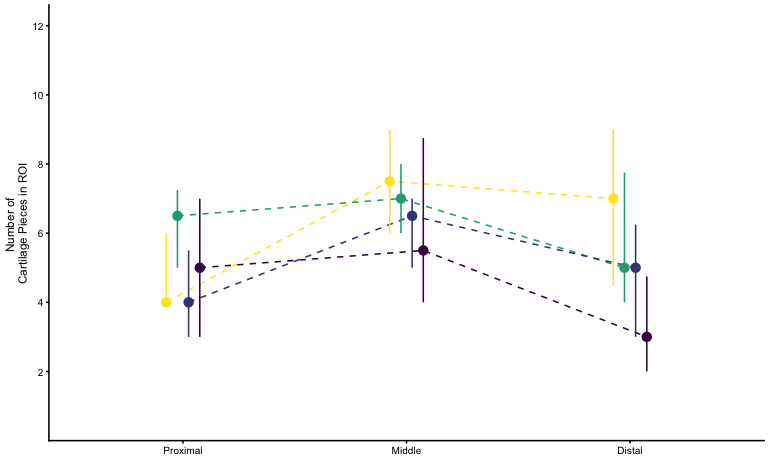 12
10
8
6
4
2
Number of
Cartilage Pieces in ROI
Proximal Middle Distal